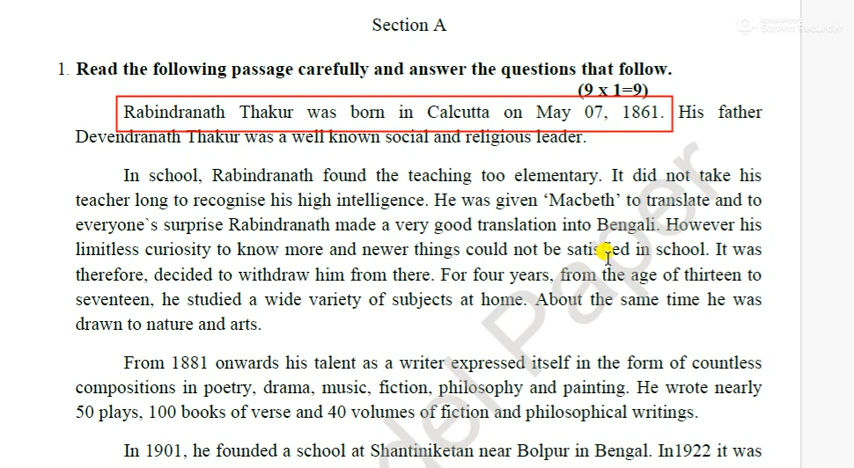 Section A
Screen Recorder
1. Read the following passage carefully and answer the questions that follow.
(9 x 1=9)
Rabindranath Thakur was born in Calcutta on May 07, 1861. His father
Devendranath Thakur was a well known social and religious leader.
In school, Rabindranath found the teaching too elementary. It did not take his
teacher long to recognise his high intelligence. He was given ‘Macbeth’ to translate and to
everyone`s surprise Rabindranath made a very good translation into Bengali. However his
limitless curiosity to know more and newer things could not be satisfied in school. It was
therefore, decided to withdraw him from there. For four years, from the age of thirteen to
seventeen, he studied a wide variety of subjects at home. About the same time he was
drawn to nature and arts.
From 1881 onwards his talent as a writer expressed itself in the form of countless
compositions in poetry, drama, music, fiction, philosophy and painting. He wrote nearly
50 plays, 100 books of verse and 40 volumes of fiction and philosophical writings.
In 1901, he founded a school at Shantiniketan near Bolpur in Bengal. In1922 it was
del Paper